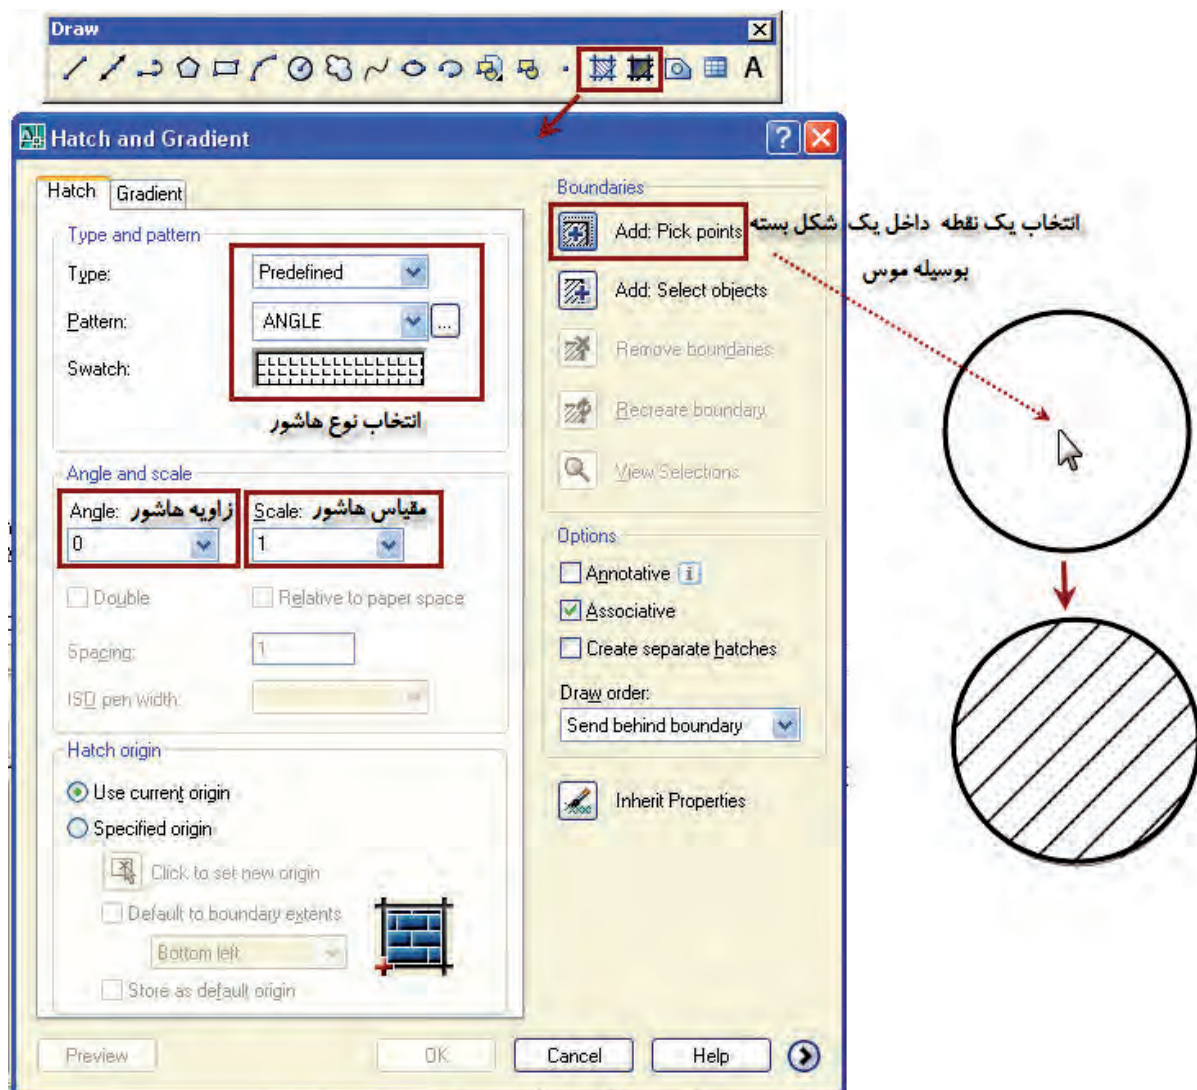 Draw
A
Hatch and Gradient
Hatch
Gradient
Type and pattern
Type:
Predefined
Pattern:
ANGLE
...
Swatch:
انتخاب نوع هاشور
Angle and scale
Angle: زاویه هاشور
0
Scale: مقیاس هاشور
1
Double
Relative to paper space
Spacing:
1
ISO pen width:
Hatch origin
Use current origin
Specified origin
Click to set new origin
Default to boundary extents
Bottom left
Store as default origin
Boundaries
Add: Pick points
انتخاب یک نقطه داخل یک شکل بسته
بوسیله موس
Add: Select objects
Remove boundaries
Recreate boundary
View Selections
Options
Annotative
Associative
Create separate hatches
Draw order:
Send behind boundary
Inherit Properties
Preview
OK
Cancel
Help